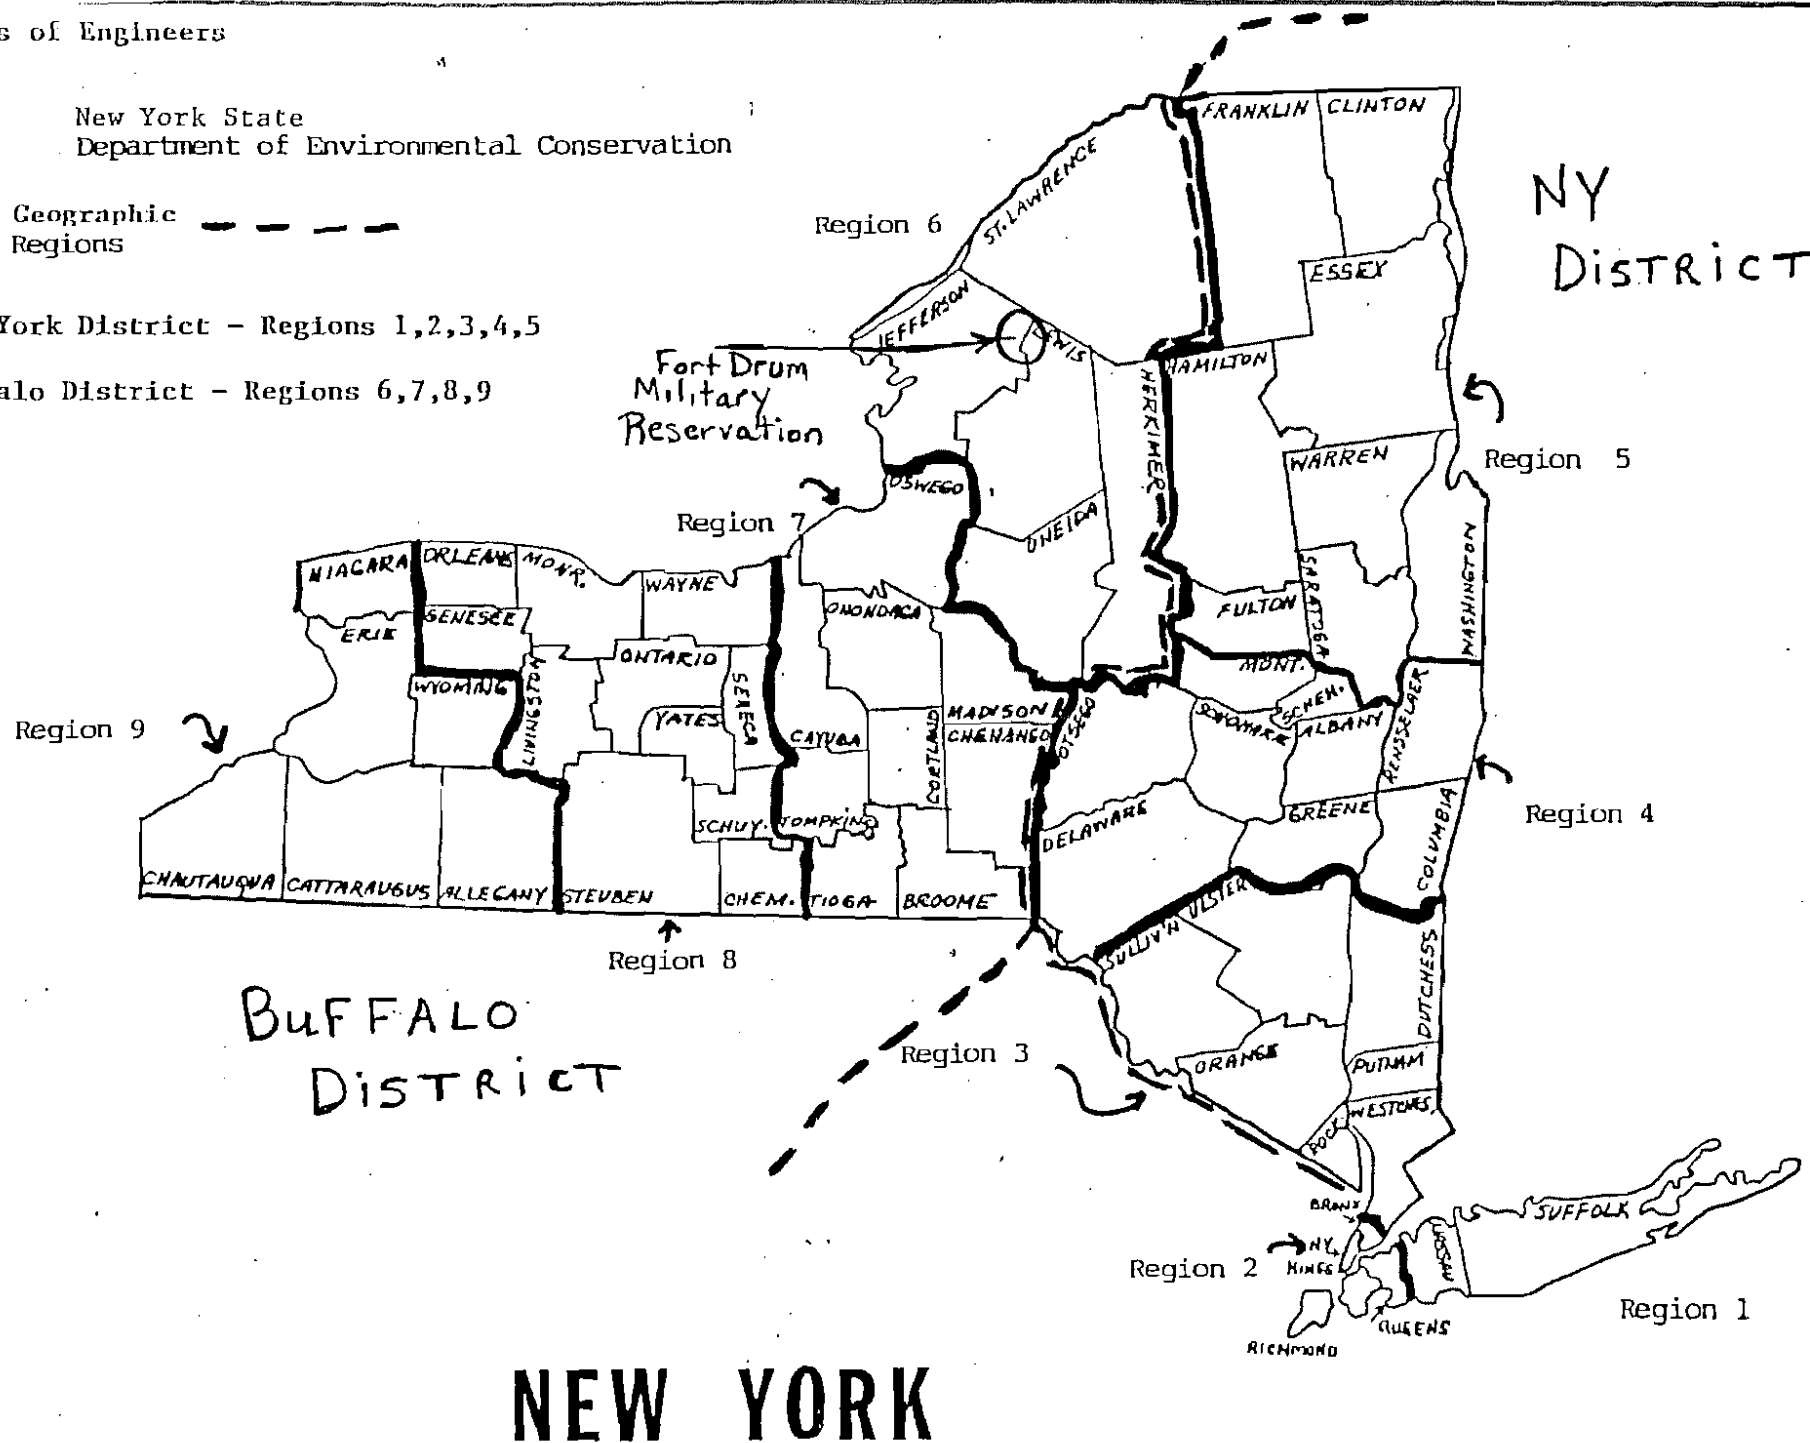 s of Engineers
New York State
Department of Environmental Conservation
Geographic
Regions
York District - Regions 1,2,3,4,5
alo District - Regions 6,7,8,9
NY
DISTRICT
FRANKLIN
CLINTON
ST. LAWRENCE
Region 6
ESSEX
JEFFERSON
Fort Drum
Military
Reservation
HAMILTON
HERKIMER
WARREN
Region 5
OSWEGO
Region 7
ONEIDA
WASHINGTON
NIAGARA
ORLEANS
MONR.
WAYNE
ONONDAGA
FULTON
SARATOGA
ERIE
GENESEE
ONTARIO
MONT.
WYOMING
LIVINGSTON
SENECA
YATES
CAYUGA
CORTLAND
MADISON
CHENANGO
OTSEGO
SCHOHARIE
SCHEN.
ALBANY
RENSSELAER
Region 9
Region 4
SCHUY.
TOMPKINS
DELAWARE
GREENE
COLUMBIA
CHAUTAUQUA
CATTARAUGUS
ALLEGANY
STEUBEN
CHEM.
TIOGA
BROOME
ULSTER
SULLIV'N
DUTCHESS
Region 8
BUFFALO
DISTRICT
Region 3
ORANGE
PUTNAM
WESTCHES.
ROCK.
BRONX
NY
KINGS
Region 2
NASSAU
SUFFOLK
QUEENS
RICHMOND
Region 1
NEW YORK